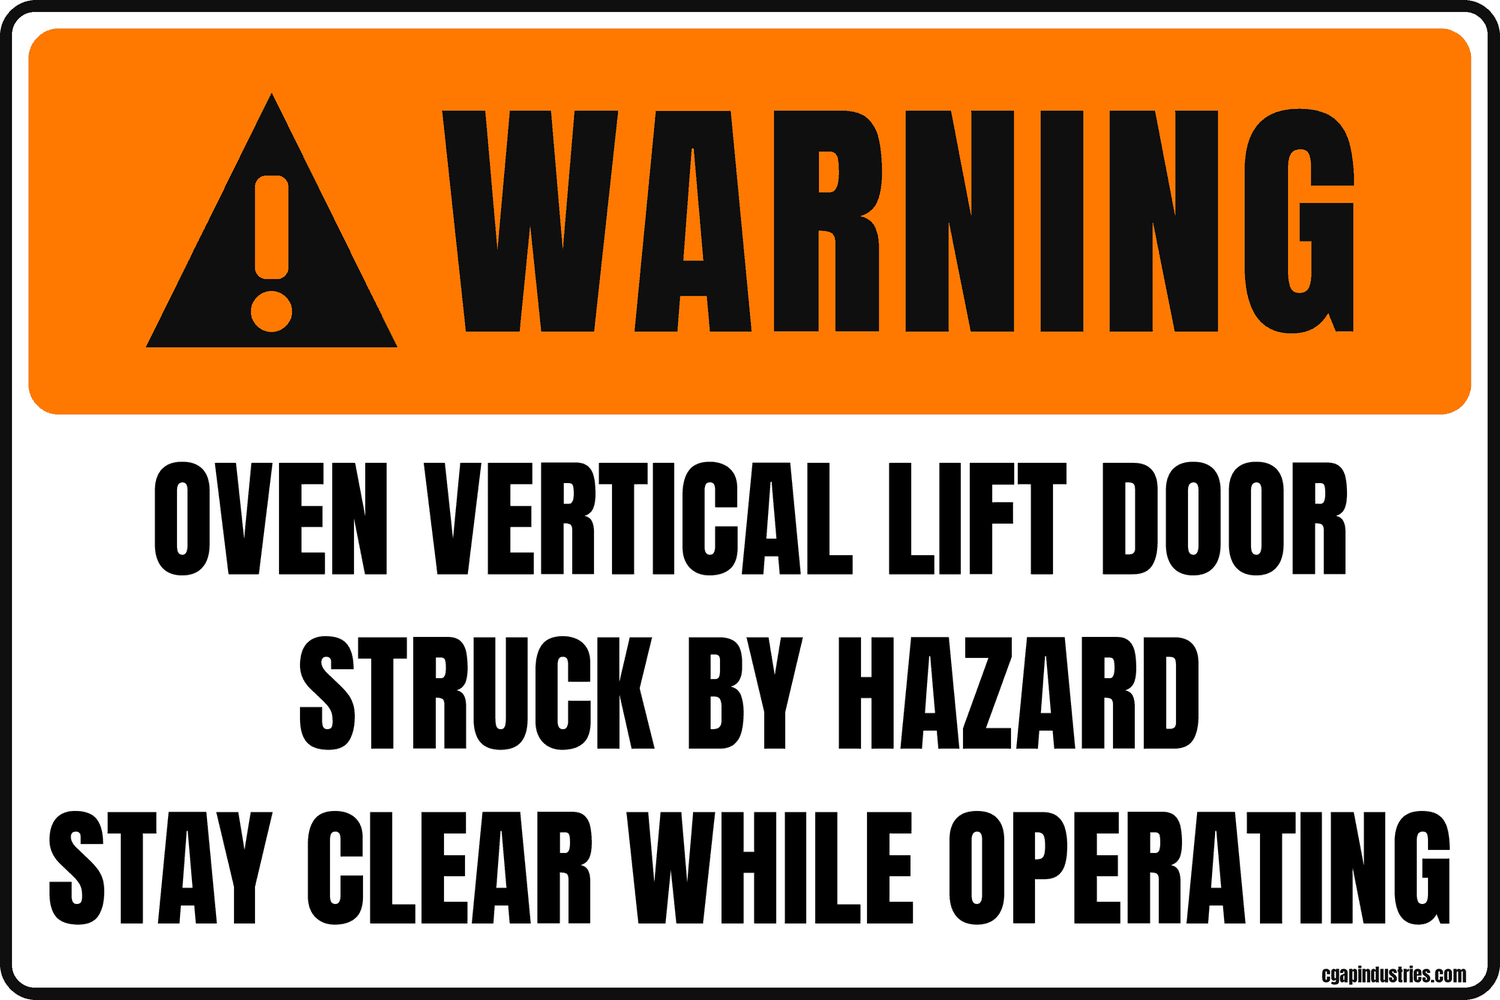 WARNING
OVEN VERTICAL LIFT DOOR
STRUCK BY HAZARD
STAY CLEAR WHILE OPERATING
cgapindustries.com